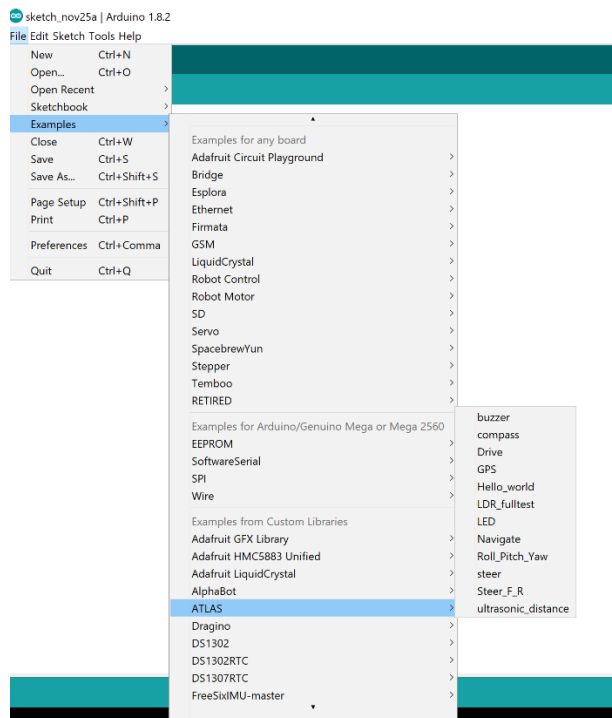 sketch_nov25a | Arduino 1.8.2
File Edit Sketch Tools Help
New Ctrl+N
Open... Ctrl+O
Open Recent
Sketchbook
Examples
Close Ctrl+W
Save Ctrl+S
Save As... Ctrl+Shift+S
Page Setup Ctrl+Shift+P
Print Ctrl+P
Preferences Ctrl+Comma
Quit Ctrl+Q
Examples for any board
Adafruit Circuit Playground
Bridge
Esplora
Ethernet
Firmata
GSM
LiquidCrystal
Robot Control
Robot Motor
SD
Servo
SpacebrewYun
Stepper
Temboo
RETIRED
Examples for Arduino/Genuino Mega or Mega 2560
EEPROM
SoftwareSerial
SPI
Wire
Examples from Custom Libraries
Adafruit GFX Library
Adafruit HMC5883 Unified
Adafruit LiquidCrystal
AlphaBot
ATLAS
Dragino
DS1302
DS1302RTC
DS1307RTC
FreeSixIMU-master
buzzer
compass
Drive
GPS
Hello_world
LDR_fulltest
LED
Navigate
Roll_Pitch_Yaw
steer
Steer_F_R
ultrasonic_distance